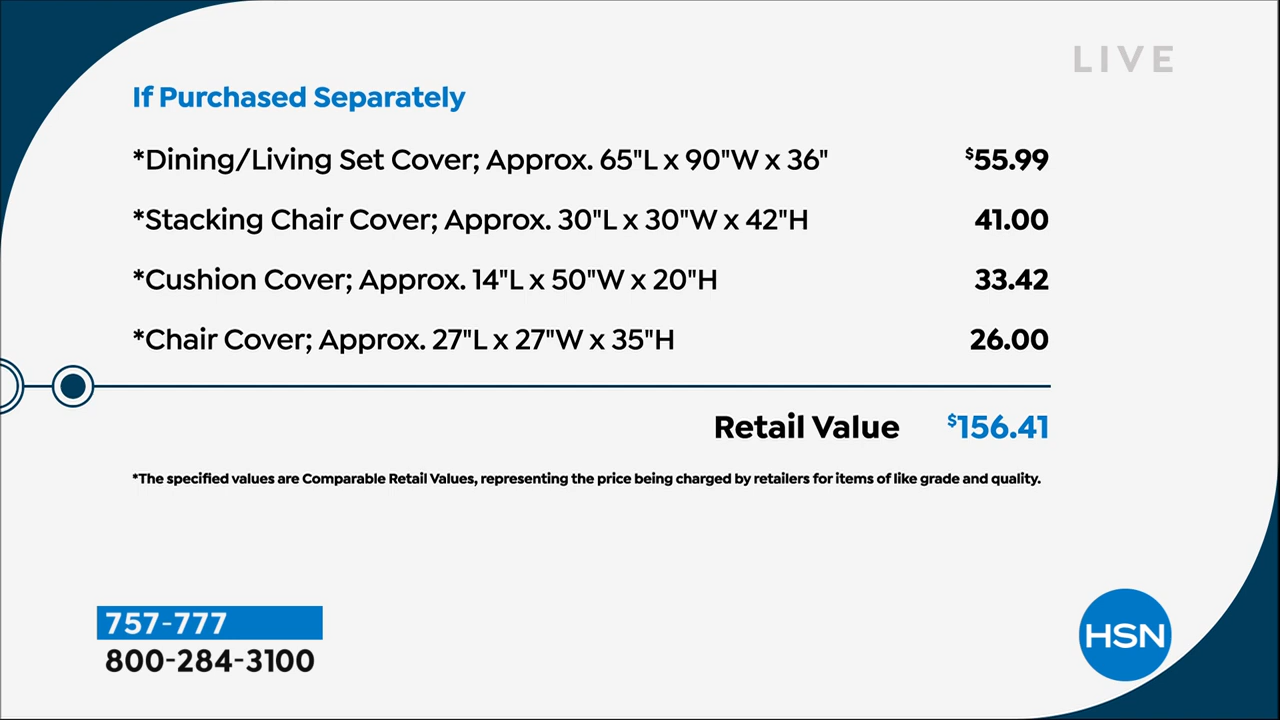 LIVE
If Purchased Separately
*Dining/Living Set Cover; Approx. 65"L x 90"W x 36" $55.99
*Stacking Chair Cover; Approx. 30"L x 30"W x 42"H 41.00
*Cushion Cover; Approx. 14"L x 50"W x 20"H 33.42
*Chair Cover; Approx. 27"L x 27"W x 35"H 26.00
Retail Value $156.41
*The specified values are Comparable Retail Values, representing the price being charged by retailers for items of like grade and quality.
757-777
800-284-3100
HSN